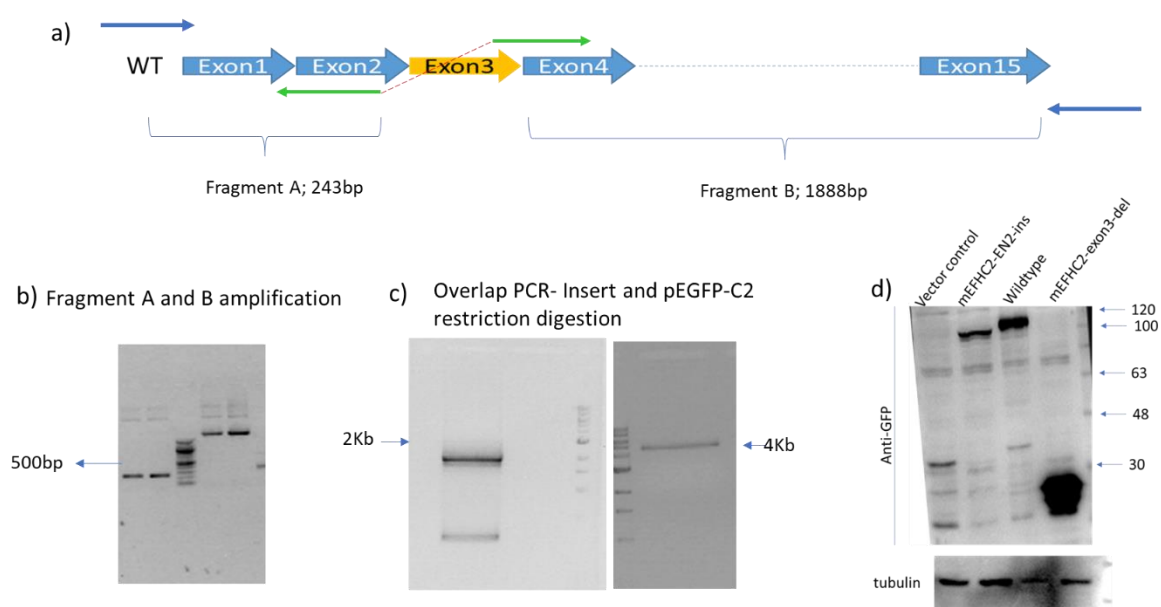 a)
WT
Exon1
Exon2
Exon3
Exon4
Exon15
Fragment A; 243bp
Fragment B; 1888bp
b) Fragment A and B amplification
500bp
c) Overlap PCR- Insert and pEGFP-C2
restriction digestion
2Kb
4Kb
d)
Vector control
mEFHC2-EN2-ins
Wildtype
mEFHC2-exon3-del
Anti-GFP
120
100
63
48
30
tubulin